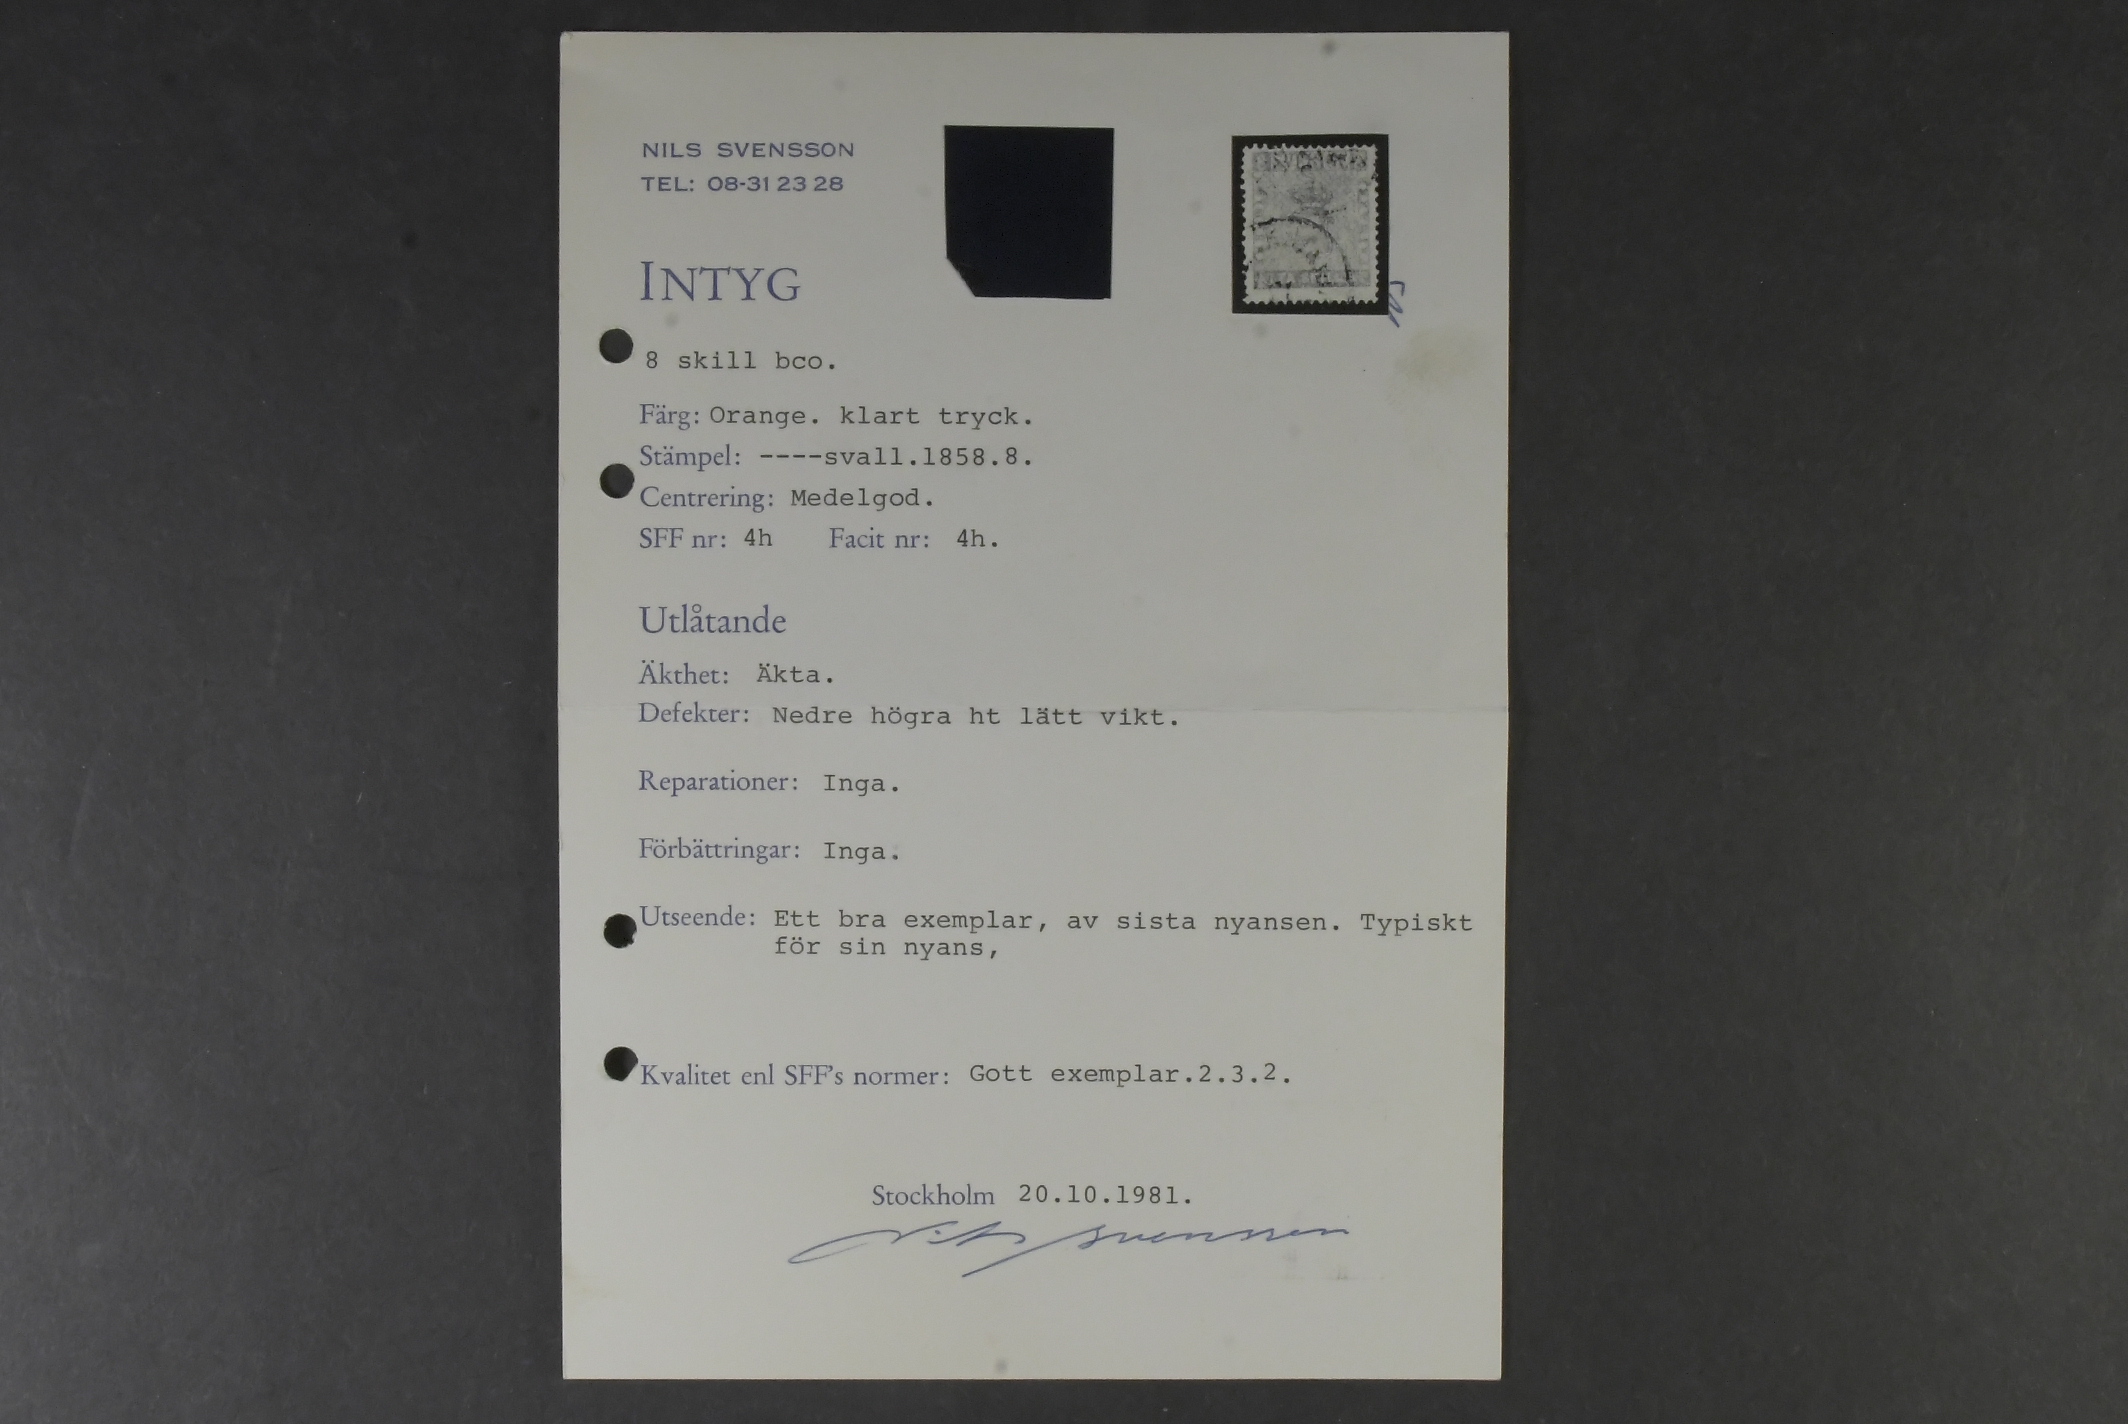 NILS SVENSSON
TEL: 08-31 23 28
INTYG
8 skill bco.
Färg: Orange. klart tryck.
Stämpel: ----svall.1858.8.
Centrering: Medelgod.
SFF nr: 4h Facit nr: 4h.
Utlåtande
Äkthet: Äkta.
Defekter: Nedre högra ht lätt vikt.
Reparationer: Inga.
Förbättringar: Inga.
Utseende: Ett bra exemplar, av sista nyansen. Typiskt
för sin nyans,
Kvalitet enl SFF's normer: Gott exemplar.2.3.2.
Stockholm 20.10.1981.
Nils Svensson